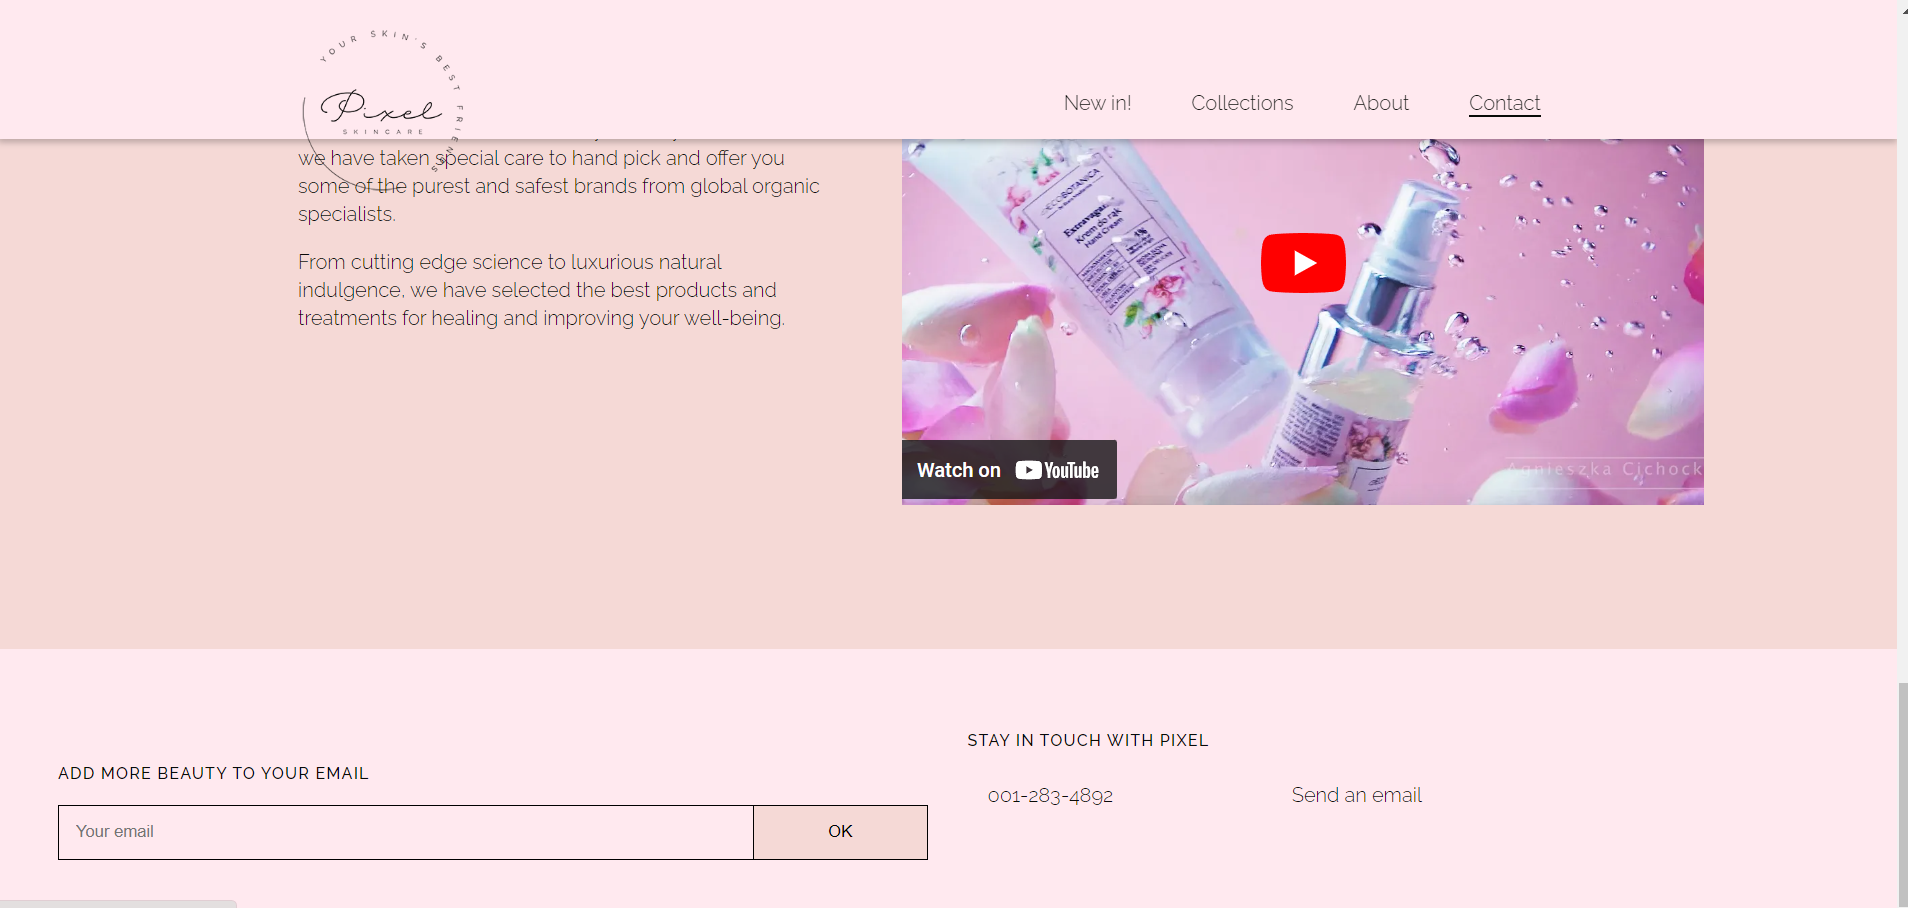 YOUR SKIN'S BEST FRIENDS
Pixel
SKINCARE
New in!
Collections
About
Contact
we have taken special care to hand pick and offer you
some of the purest and safest brands from global organic
specialists.
From cutting edge science to luxurious natural
indulgence, we have selected the best products and
treatments for healing and improving your well-being.
ECOBOTANICA
Krem do rąk
Hand Cream
Watch on YouTube
Agnieszka Cichock
STAY IN TOUCH WITH PIXEL
ADD MORE BEAUTY TO YOUR EMAIL
001-283-4892
Send an email
Your email
OK